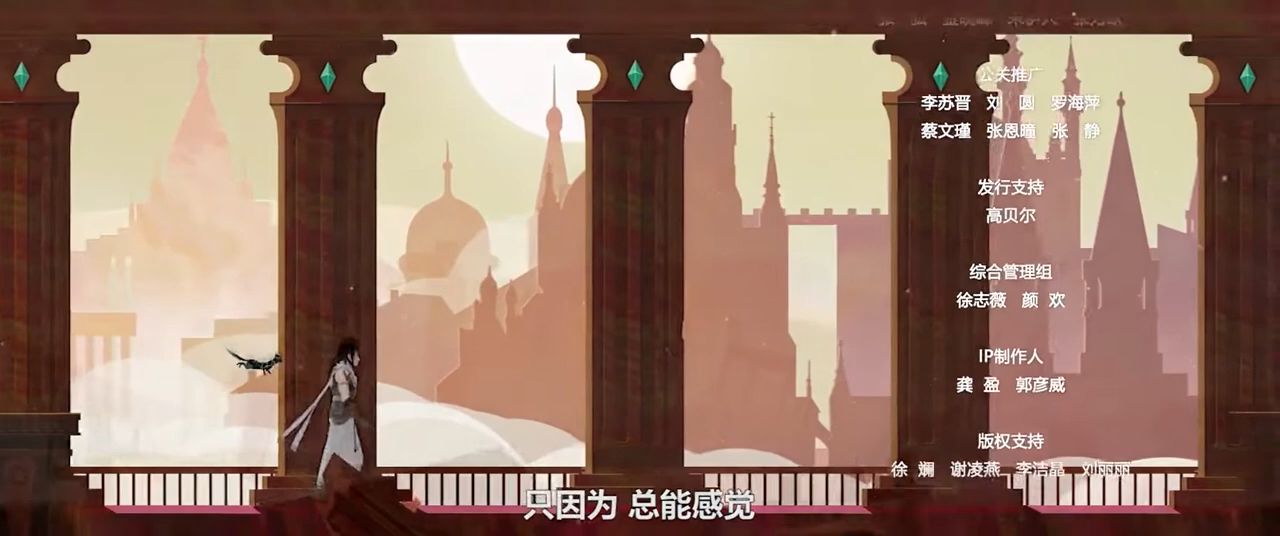 公关推广
李苏晋 刘 圆 罗海萍
蔡文瑾 张恩曈 张 静
发行支持
高贝尔
综合管理组
徐志薇 颜 欢
IP制作人
龚 盈 郭彦威
版权支持
徐 斓 谢凌燕 李洁晶 刘丽丽
只因为 总能感觉